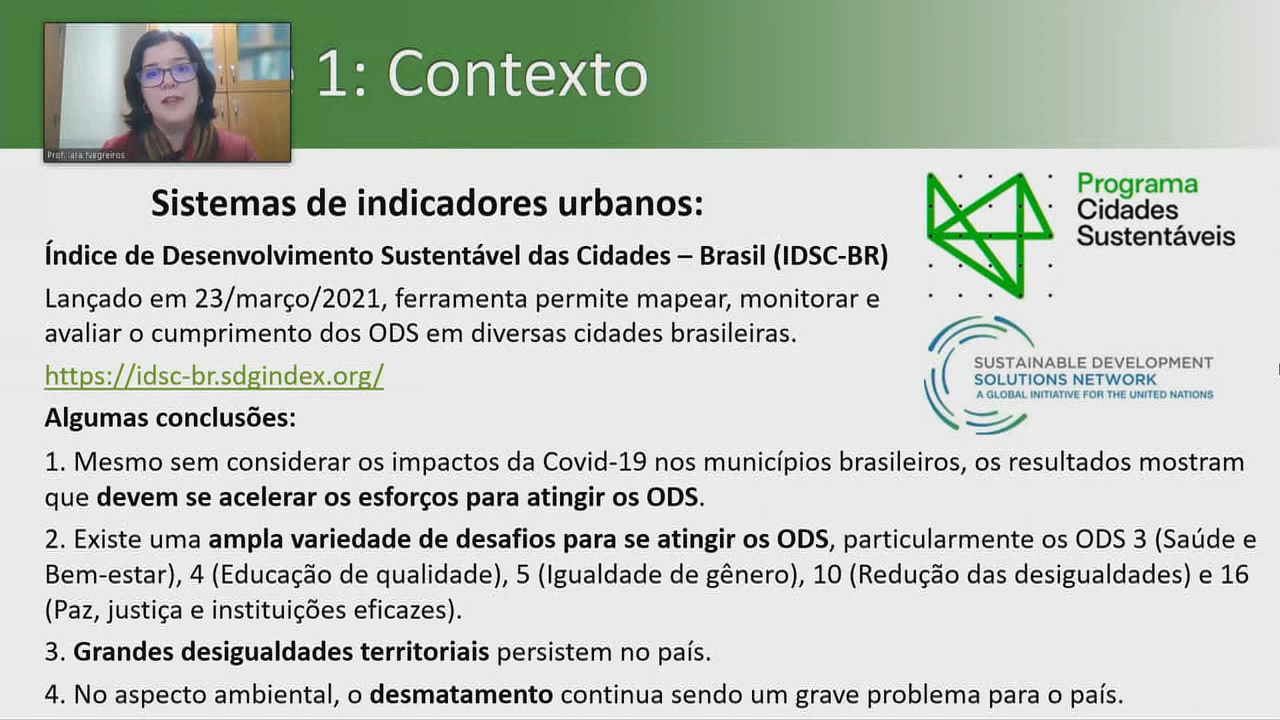 1: Contexto
Prof. Iara Negreiros
Sistemas de indicadores urbanos:
Índice de Desenvolvimento Sustentável das Cidades – Brasil (IDSC-BR)
Lançado em 23/março/2021, ferramenta permite mapear, monitorar e
avaliar o cumprimento dos ODS em diversas cidades brasileiras.
https://idsc-br.sdgindex.org/
Programa
Cidades
Sustentáveis
SUSTAINABLE DEVELOPMENT
SOLUTIONS NETWORK
A GLOBAL INITIATIVE FOR THE UNITED NATIONS
Algumas conclusões:
1. Mesmo sem considerar os impactos da Covid-19 nos municípios brasileiros, os resultados mostram
que devem se acelerar os esforços para atingir os ODS.
2. Existe uma ampla variedade de desafios para se atingir os ODS, particularmente os ODS 3 (Saúde e
Bem-estar), 4 (Educação de qualidade), 5 (Igualdade de gênero), 10 (Redução das desigualdades) e 16
(Paz, justiça e instituições eficazes).
3. Grandes desigualdades territoriais persistem no país.
4. No aspecto ambiental, o desmatamento continua sendo um grave problema para o país.